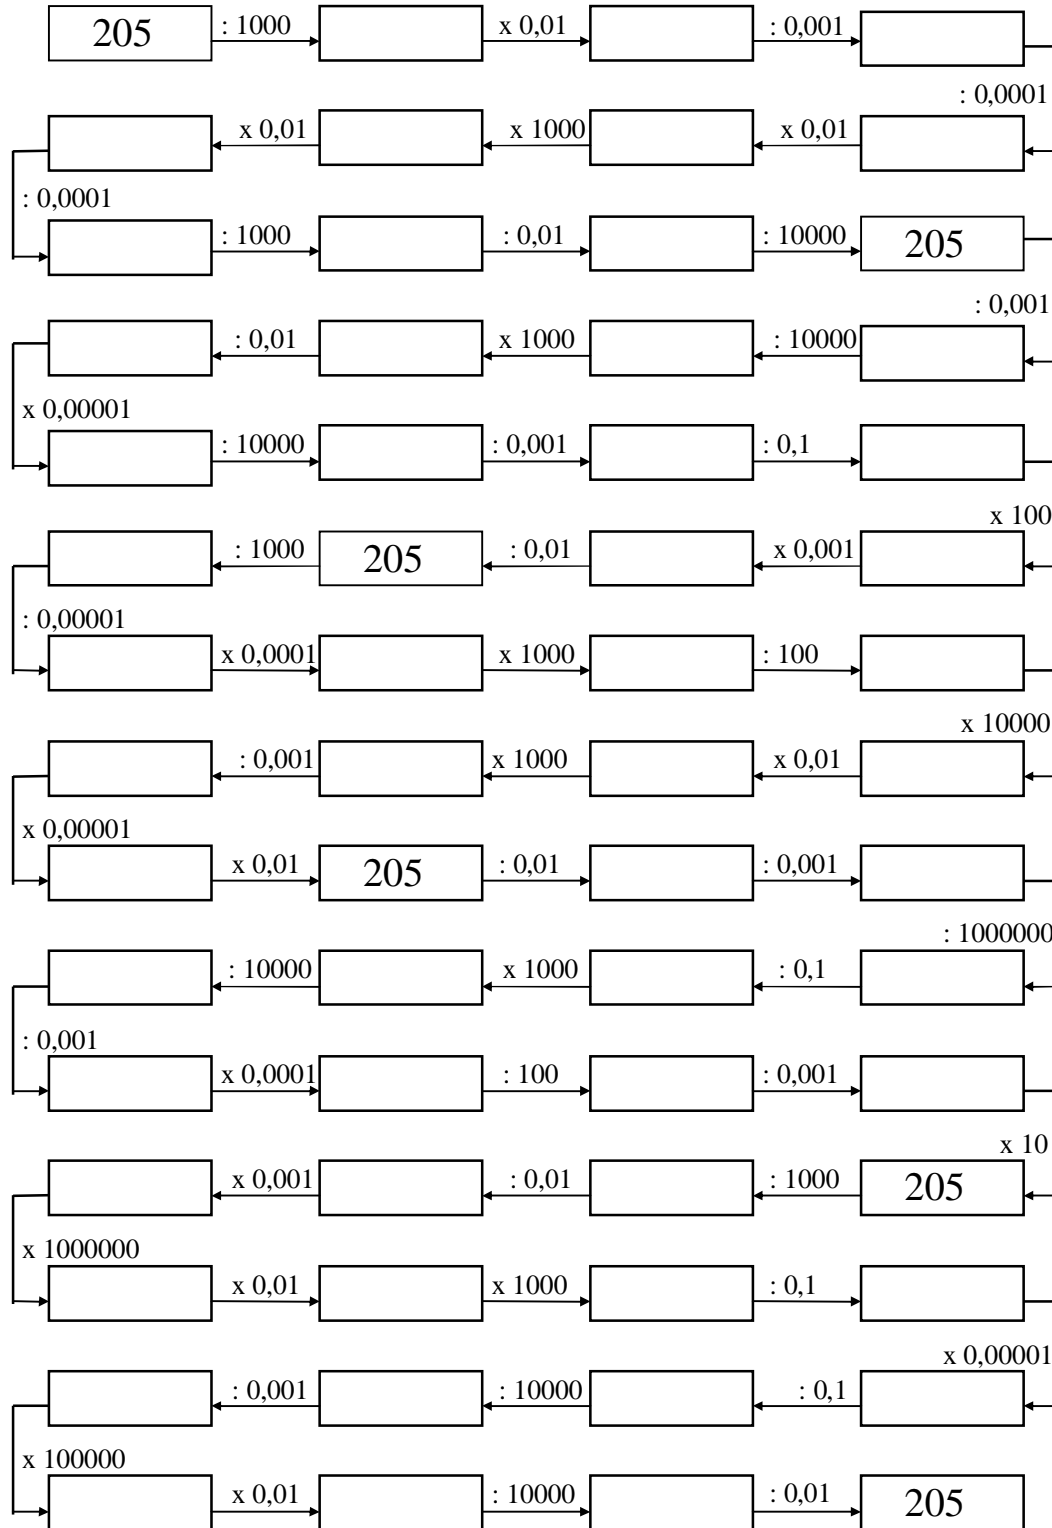 205 : 1000 x 0,01 : 0,001
: 0,0001
x 0,01 x 1000 x 0,01
: 0,0001
: 1000 : 0,01 : 10000 205
: 0,001
: 0,01 x 1000 : 10000
x 0,00001
: 10000 : 0,001 : 0,1
x 100
: 1000 205 : 0,01 x 0,001
: 0,00001
x 0,0001 x 1000 : 100
x 10000
: 0,001 x 1000 x 0,01
x 0,00001
x 0,01 205 : 0,01 : 0,001
: 1000000
: 10000 x 1000 : 0,1
: 0,001
x 0,0001 : 100 : 0,001
x 10
x 0,001 : 0,01 : 1000 205
x 1000000
x 0,01 x 1000 : 0,1
x 0,00001
: 0,001 : 10000 : 0,1
x 100000
x 0,01 : 10000 : 0,01 205